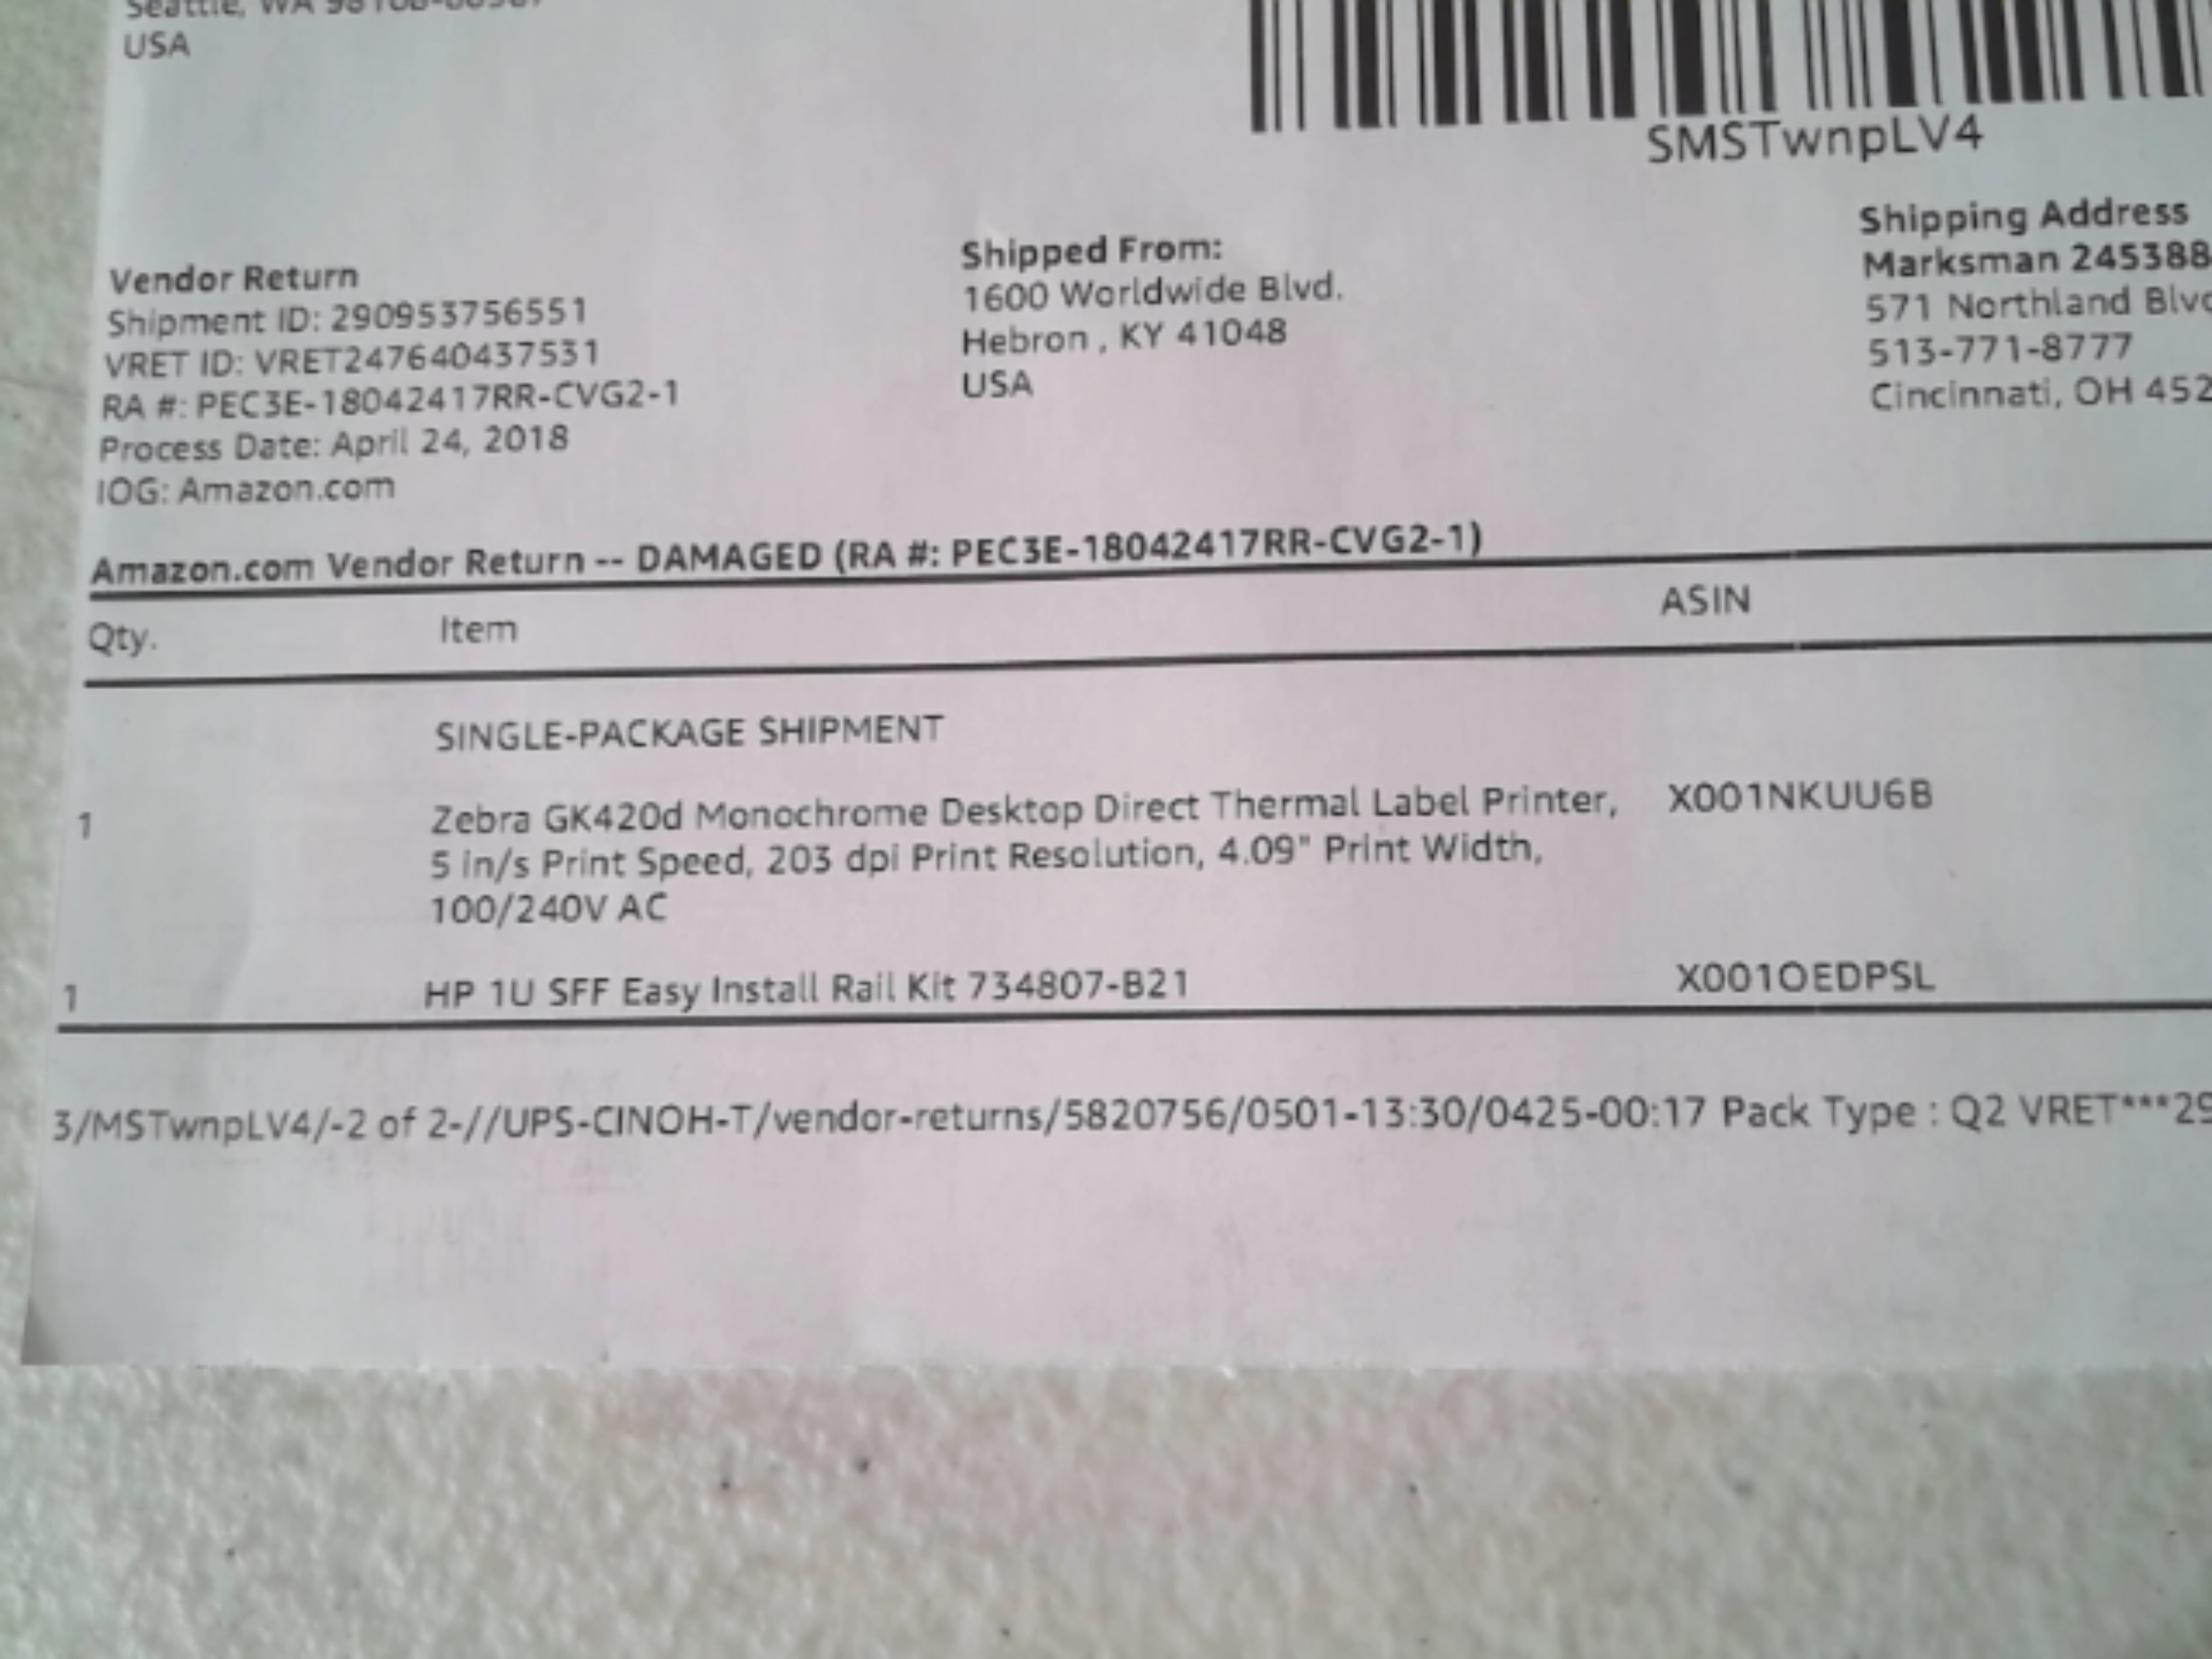 Seattle, WA
USA
SMSTwnpLV4
Vendor Return
Shipment ID: 290953756551
VRET ID: VRET247640437531
RA #: PEC3E-18042417RR-CVG2-1
Process Date: April 24, 2018
IOG: Amazon.com
Shipped From:
1600 Worldwide Blvd.
Hebron , KY 41048
USA
Shipping Address
Marksman 245388
571 Northland Blv
513-771-8777
Cincinnati, OH 452
Amazon.com Vendor Return -- DAMAGED (RA #: PEC3E-18042417RR-CVG2-1)
Qty. Item ASIN
SINGLE-PACKAGE SHIPMENT
1 Zebra GK420d Monochrome Desktop Direct Thermal Label Printer, X001NKUU6B
5 in/s Print Speed, 203 dpi Print Resolution, 4.09" Print Width,
100/240V AC
1 HP 1U SFF Easy Install Rail Kit 734807-B21 X001OEDPSL
3/MSTwnpLV4/-2 of 2-//UPS-CINOH-T/vendor-returns/5820756/0501-13:30/0425-00:17 Pack Type : Q2 VRET***29